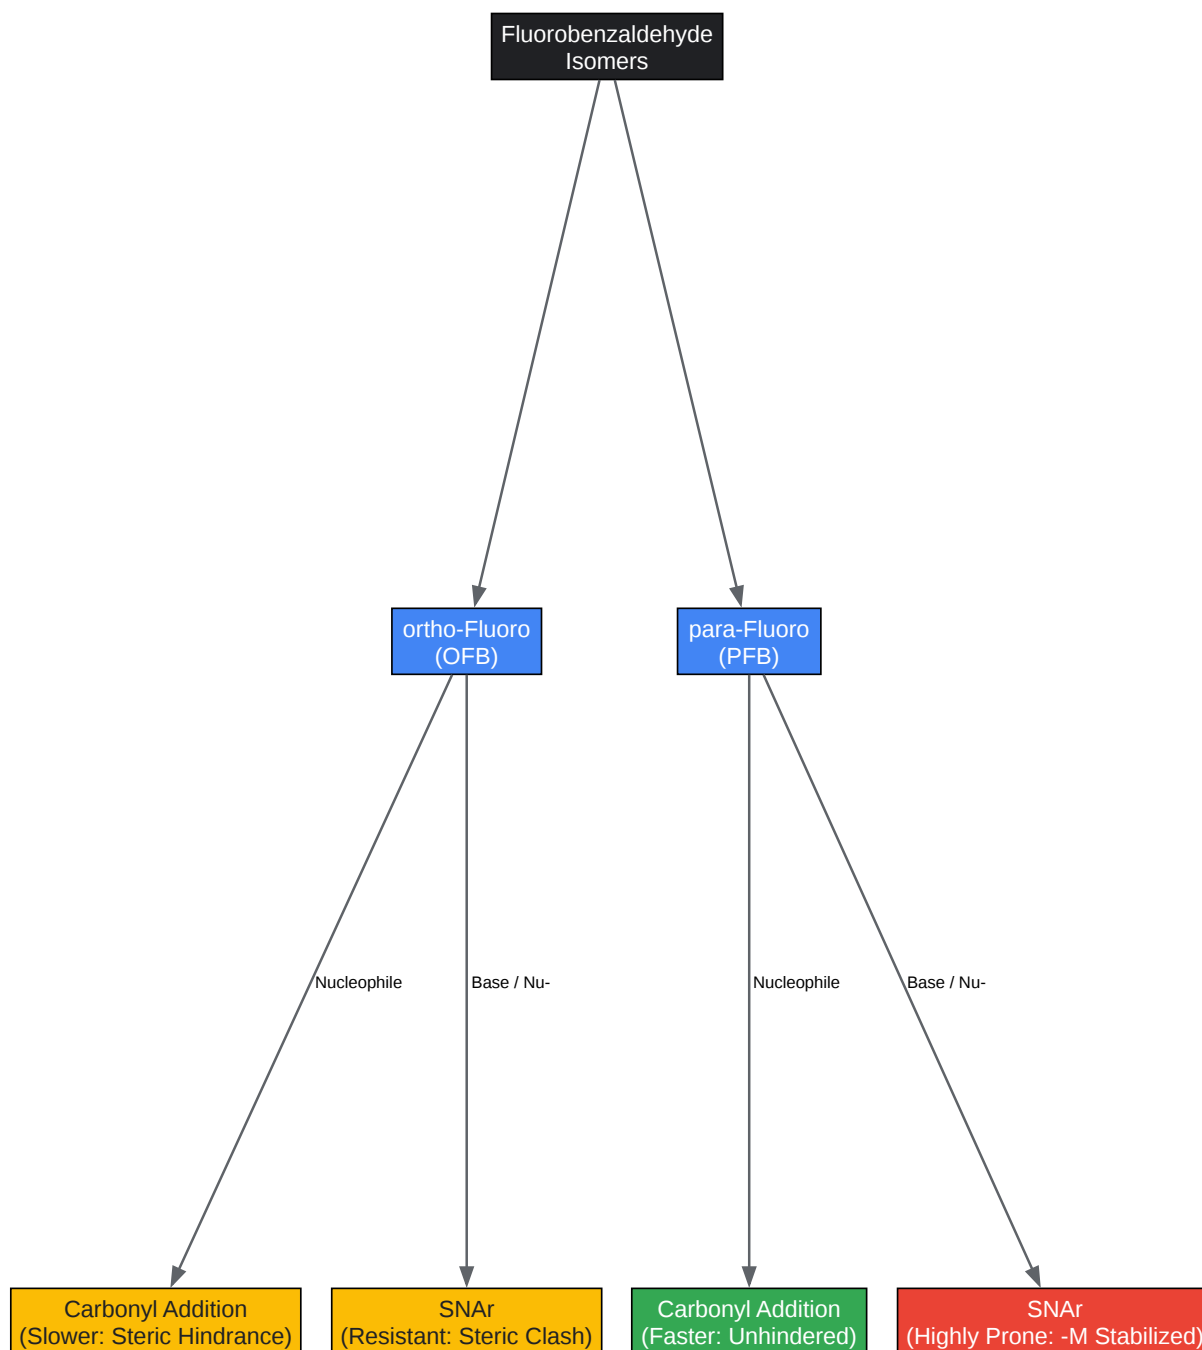 Fluorobenzaldehyde
Isomers
ortho-Fluoro
(OFB)
para-Fluoro
(PFB)
Nucleophile
Base / Nu-
Nucleophile
Base / Nu-
Carbonyl Addition
(Slower: Steric Hindrance)
SNAr
(Resistant: Steric Clash)
Carbonyl Addition
(Faster: Unhindered)
SNAr
(Highly Prone: -M Stabilized)